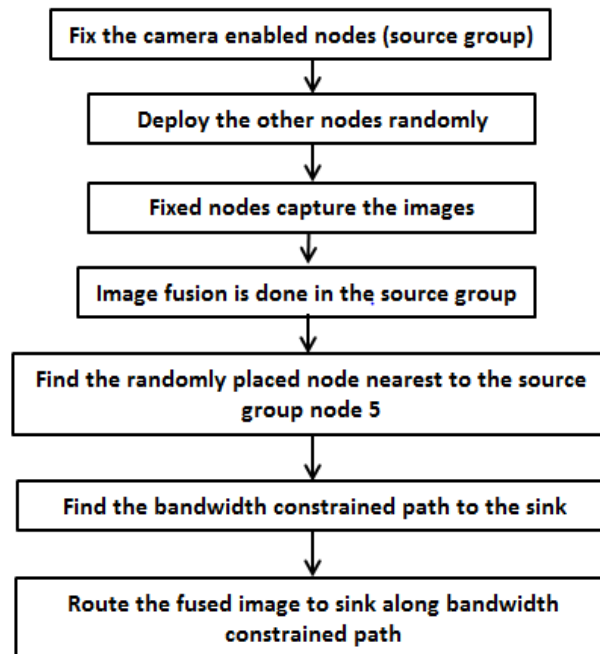 Fix the camera enabled nodes (source group)
Deploy the other nodes randomly
Fixed nodes capture the images
Image fusion is done in the source group
Find the randomly placed node nearest to the source
group node 5
Find the bandwidth constrained path to the sink
Route the fused image to sink along bandwidth
constrained path